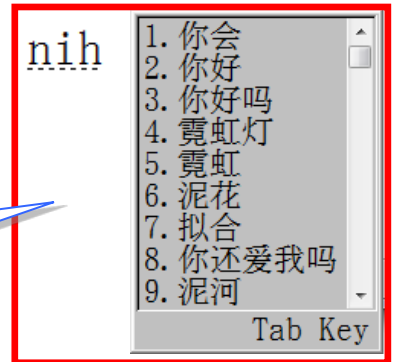 nih
1. 你会
2. 你好
3. 你好吗
4. 霓虹灯
5. 霓虹
6. 泥花
7. 拟合
8. 你还爱我吗
9. 泥河
Tab Key